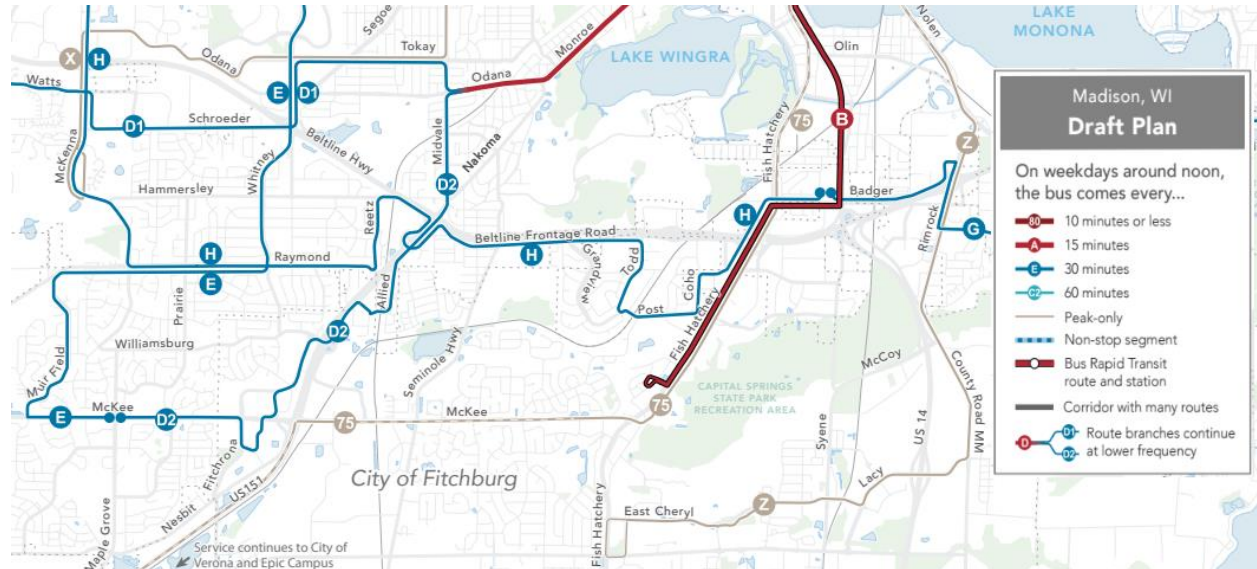 Segoe
Tokay
Monroe
Odana
X
H
Watts
E
D1
Odana
LAKE WINGRA
Olin
Nolen
LAKE
MONONA
D1
Schroeder
McKenna
Beltline Hwy
Midvale
Nakoma
75
B
Z
Fish Hatchery
Hammersley
Whitney
D2
Reetz
H
Badger
Beltline Frontage Road
H
Grandview
Todd
Rimrock
G
H
Raymond
E
Prairie
Allied
Coho
Post
D2
Fish Hatchery
Williamsburg
Seminole Hwy
McCoy
County Road MM
Muir Field
CAPITAL SPRINGS
STATE PARK
RECREATION AREA
E
McKee
D2
75
McKee
75
Syene
US 14
Fitchrona
US151
Nesbit
City of Fitchburg
Lacy
Z
East Cheryl
Fish Hatchery
Maple Grove
Service continues to City of
Verona and Epic Campus
Madison, WI
Draft Plan
On weekdays around noon,
the bus comes every...
80 10 minutes or less
A 15 minutes
E 30 minutes
G2 60 minutes
Peak-only
Non-stop segment
Bus Rapid Transit
route and station
Corridor with many routes
D D1 D2 Route branches continue
at lower frequency